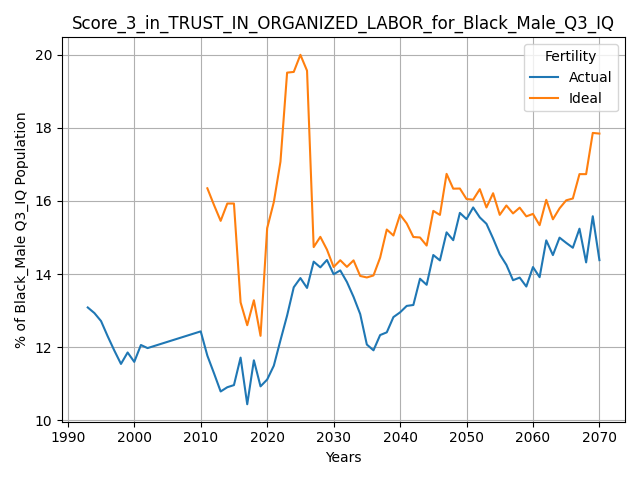 Score_3_in_TRUST_IN_ORGANIZED_LABOR_for_Black_Male_Q3_IQ
Fertility
Actual
Ideal
% of Black_Male Q3_IQ Population
20
18
16
14
12
10
1990 2000 2010 2020 2030 2040 2050 2060 2070
Years